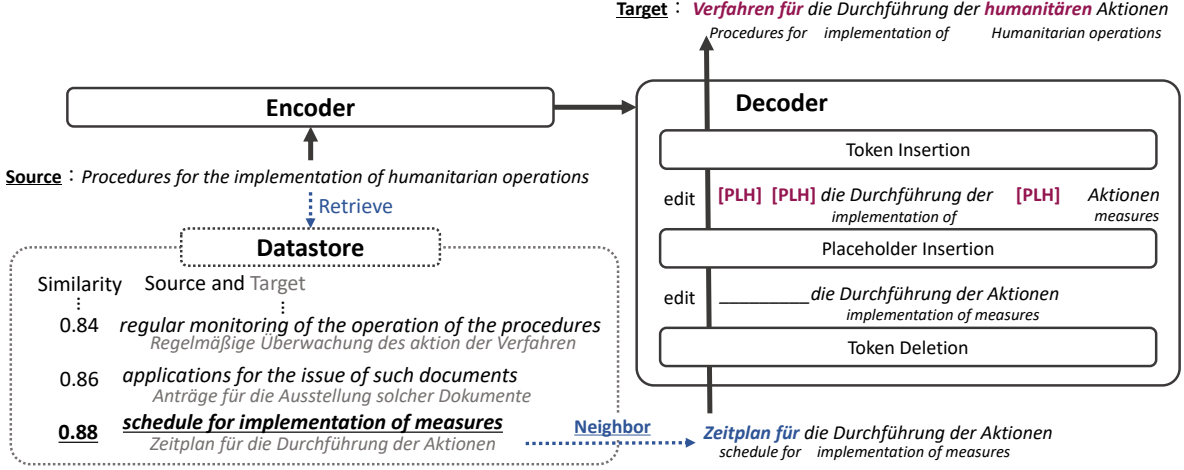 Target : Verfahren für die Durchführung der humanitären Aktionen
Procedures for implementation of Humanitarian operations
Encoder
Decoder
Token Insertion
Source : Procedures for the implementation of humanitarian operations
edit [PLH] [PLH] die Durchführung der [PLH] Aktionen
implementation of measures
Retrieve
Datastore
Placeholder Insertion
Similarity Source and Target
edit _________die Durchführung der Aktionen
implementation of measures
0.84 regular monitoring of the operation of the procedures
Regelmäßige Überwachung des aktion der Verfahren
Token Deletion
0.86 applications for the issue of such documents
Anträge für die Ausstellung solcher Dokumente
0.88 schedule for implementation of measures
Zeitplan für die Durchführung der Aktionen
Neighbor
Zeitplan für die Durchführung der Aktionen
schedule for implementation of measures